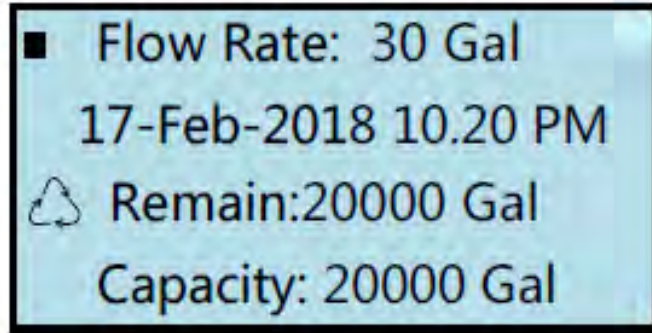 Flow Rate: 30 Gal
17-Feb-2018 10.20 PM
Remain:20000 Gal
Capacity: 20000 Gal